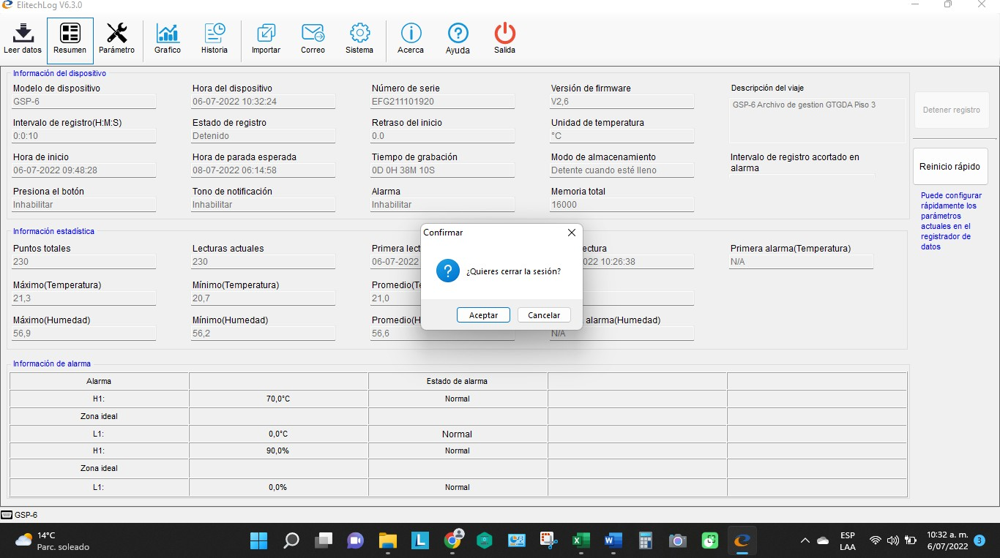 ElitechLog V6.3.0
Leer datos
Resumen
Parámetro
Grafico
Historia
Importar
Correo
Sistema
Acerca
Ayuda
Salida
Información del dispositivo
Modelo de dispositivo
GSP-6
Hora del dispositivo
06-07-2022 10:32:24
Número de serie
EFG211101920
Versión de firmware
V2,6
Descripción del viaje
GSP-6 Archivo de gestion GTGDA Piso 3
Detener registro
Intervalo de registro(H:M:S)
0:0:10
Estado de registro
Detenido
Retraso del inicio
0.0
Unidad de temperatura
°C
Hora de inicio
06-07-2022 09:48:28
Hora de parada esperada
08-07-2022 06:14:58
Tiempo de grabación
0D 0H 38M 10S
Modo de almacenamiento
Detente cuando esté lleno
Intervalo de registro acortado en
alarma
Reinicio rápido
Puede configurar
rápidamente los
parámetros
actuales en el
registrador de
datos
Presiona el botón
Inhabilitar
Tono de notificación
Inhabilitar
Alarma
Inhabilitar
Memoria total
16000
Información estadística
Puntos totales
230
Lecturas actuales
230
Primera lect
06-07-2022
ectura
022 10:26:38
Primera alarma(Temperatura)
N/A
Máximo(Temperatura)
21,3
Mínimo(Temperatura)
20,7
Promedio(Te
21,0
Máximo(Humedad)
56,9
Mínimo(Humedad)
56,2
Promedio(H
56,6
alarma(Humedad)
N/A
Confirmar
?
¿Quieres cerrar la sesión?
Aceptar
Cancelar
Información de alarma
Alarma
Estado de alarma
H1:
70,0°C
Normal
Zona ideal
L1:
0,0°C
Normal
H1:
90,0%
Normal
Zona ideal
L1:
0,0%
Normal
GSP-6
14°C
Parc. soleado
L
ESP
LAA
10:32 a. m.
6/07/2022
3